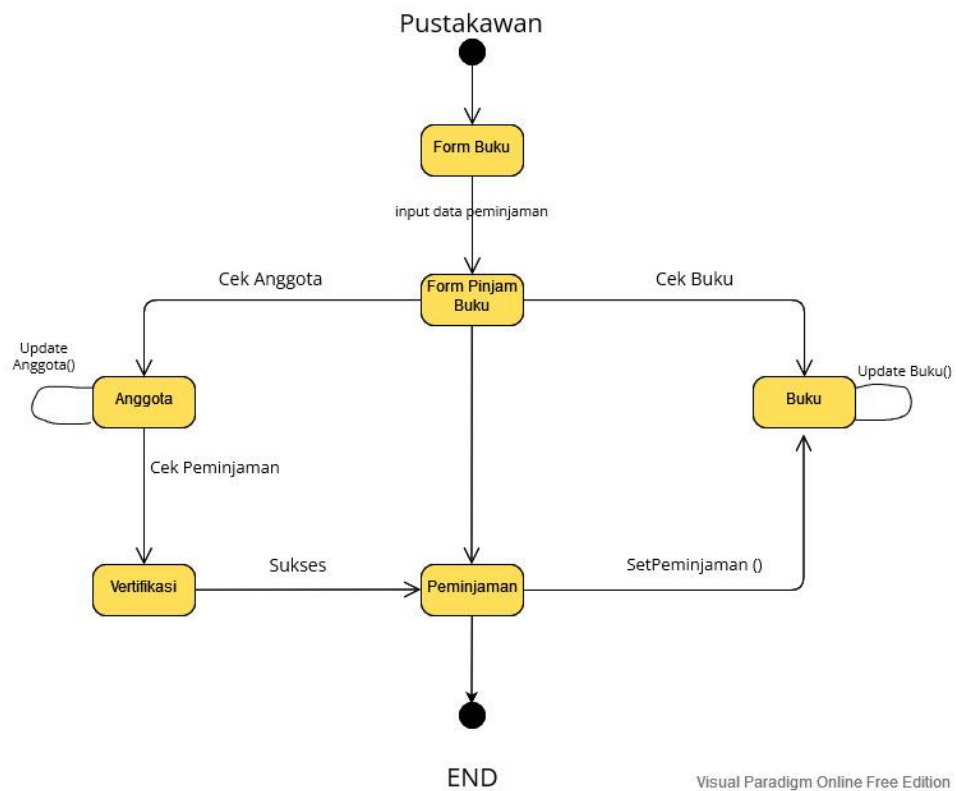 Pustakawan
Form Buku
input data peminjaman
Cek Anggota
Form Pinjam
Buku
Cek Buku
Update
Anggota()
Anggota
Buku
Update Buku()
Cek Peminjaman
Vertifikasi
Sukses
Peminjaman
SetPeminjaman ()
END
Visual Paradigm Online Free Edition